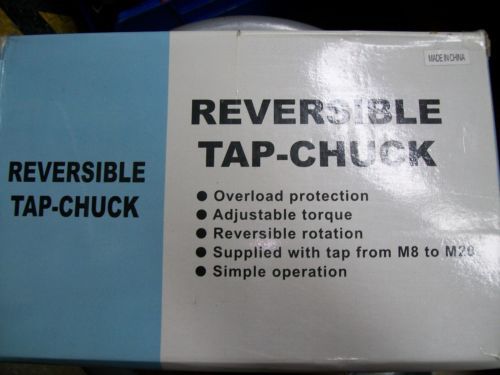 MADE IN CHINA
REVERSIBLE
TAP-CHUCK
REVERSIBLE
TAP-CHUCK
● Overload protection
● Adjustable torque
● Reversible rotation
● Supplied with tap from M8 to M20
● Simple operation